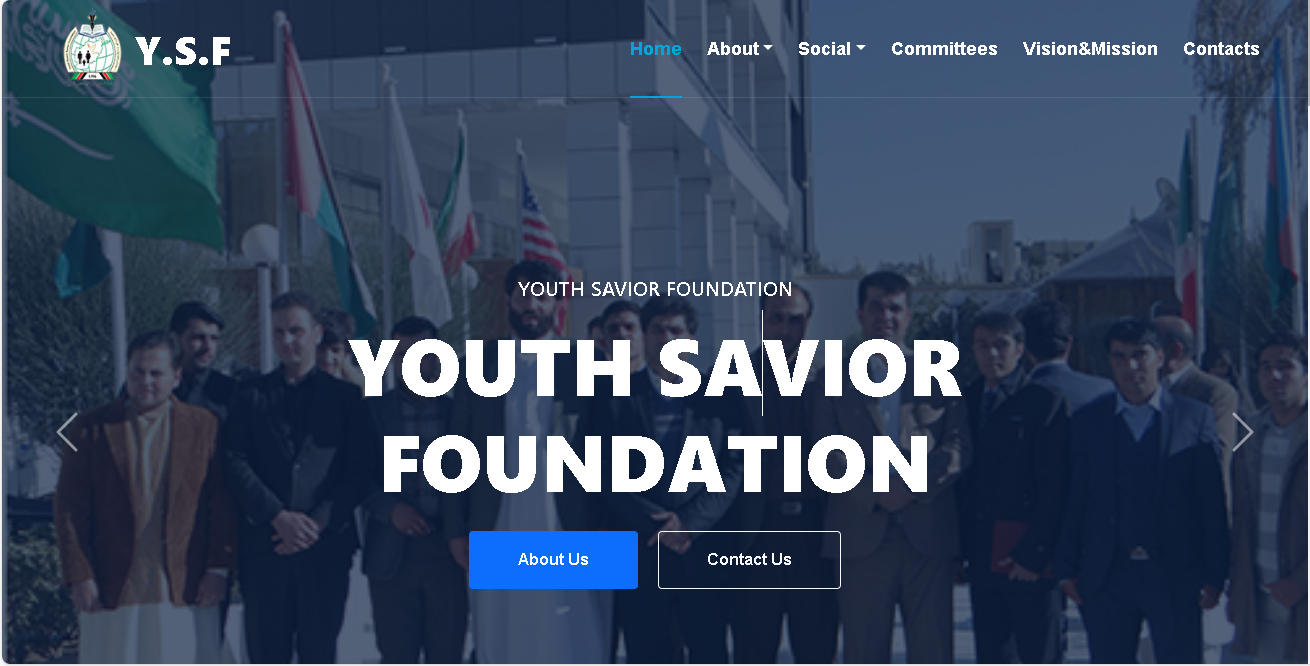 Y.S.F
Home
About
Social
Committees
Vision&Mission
Contacts
YOUTH SAVIOR FOUNDATION
YOUTH SAVIOR
FOUNDATION
About Us
Contact Us